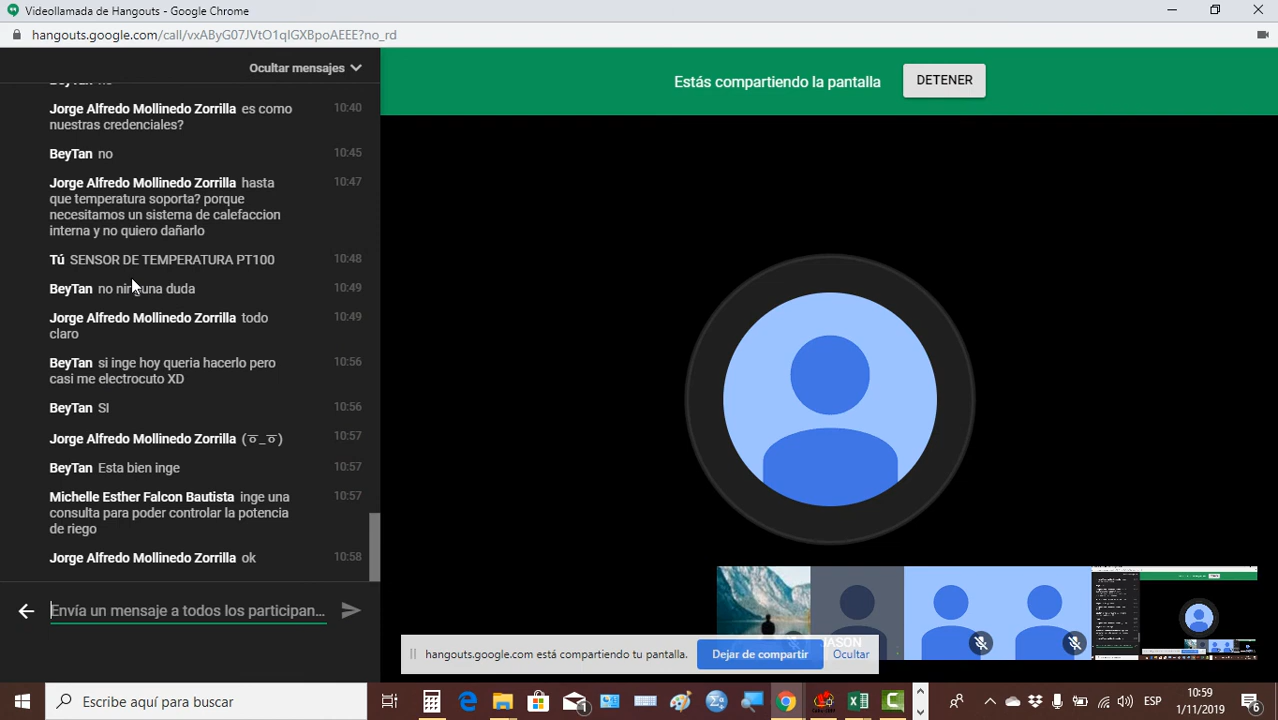 Videollamada de Hangouts - Google Chrome
hangouts.google.com/call/vxAByG07JVtO1qIGXBpoAEEE?no_rd
Ocultar mensajes
Estás compartiendo la pantalla
DETENER
Jorge Alfredo Mollinedo Zorrilla es como 10:40
nuestras credenciales?
BeyTan no 10:45
Jorge Alfredo Mollinedo Zorrilla hasta 10:47
que temperatura soporta? porque
necesitamos un sistema de calefaccion
interna y no quiero dañarlo
Tú SENSOR DE TEMPERATURA PT100 10:48
BeyTan no ninguna duda 10:49
Jorge Alfredo Mollinedo Zorrilla todo 10:49
claro
BeyTan si inge hoy queria hacerlo pero 10:56
casi me electrocuto XD
BeyTan SI 10:56
Jorge Alfredo Mollinedo Zorrilla (ㆆ_ㆆ) 10:57
BeyTan Esta bien inge 10:57
Michelle Esther Falcon Bautista inge una 10:57
consulta para poder controlar la potencia
de riego
Jorge Alfredo Mollinedo Zorrilla ok 10:58
Envía un mensaje a todos los participan...
JASON
hangouts.google.com está compartiendo tu pantalla.
Dejar de compartir
Ocultar
Escribe aquí para buscar
ESP
10:59
1/11/2019
6